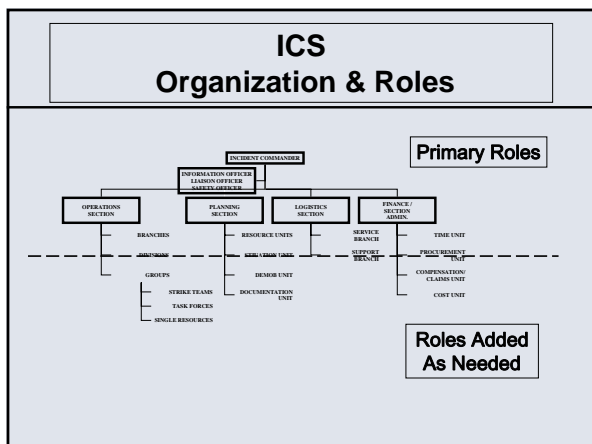 ICS
Organization & Roles
Primary Roles
INCIDENT COMMANDER
INFORMATION OFFICER
LIAISON OFFICER
SAFETY OFFICER
OPERATIONS
SECTION
PLANNING
SECTION
LOGISTICS
SECTION
FINANCE /
SECTION
ADMIN.
BRANCHES
DIVISIONS
GROUPS
STRIKE TEAMS
TASK FORCES
SINGLE RESOURCES
RESOURCE UNITS
SITUATION UNIT
DEMOB UNIT
DOCUMENTATION
UNIT
SERVICE
BRANCH
SUPPORT
BRANCH
TIME UNIT
PROCUREMENT
UNIT
COMPENSATION/
CLAIMS UNIT
COST UNIT
Roles Added
As Needed